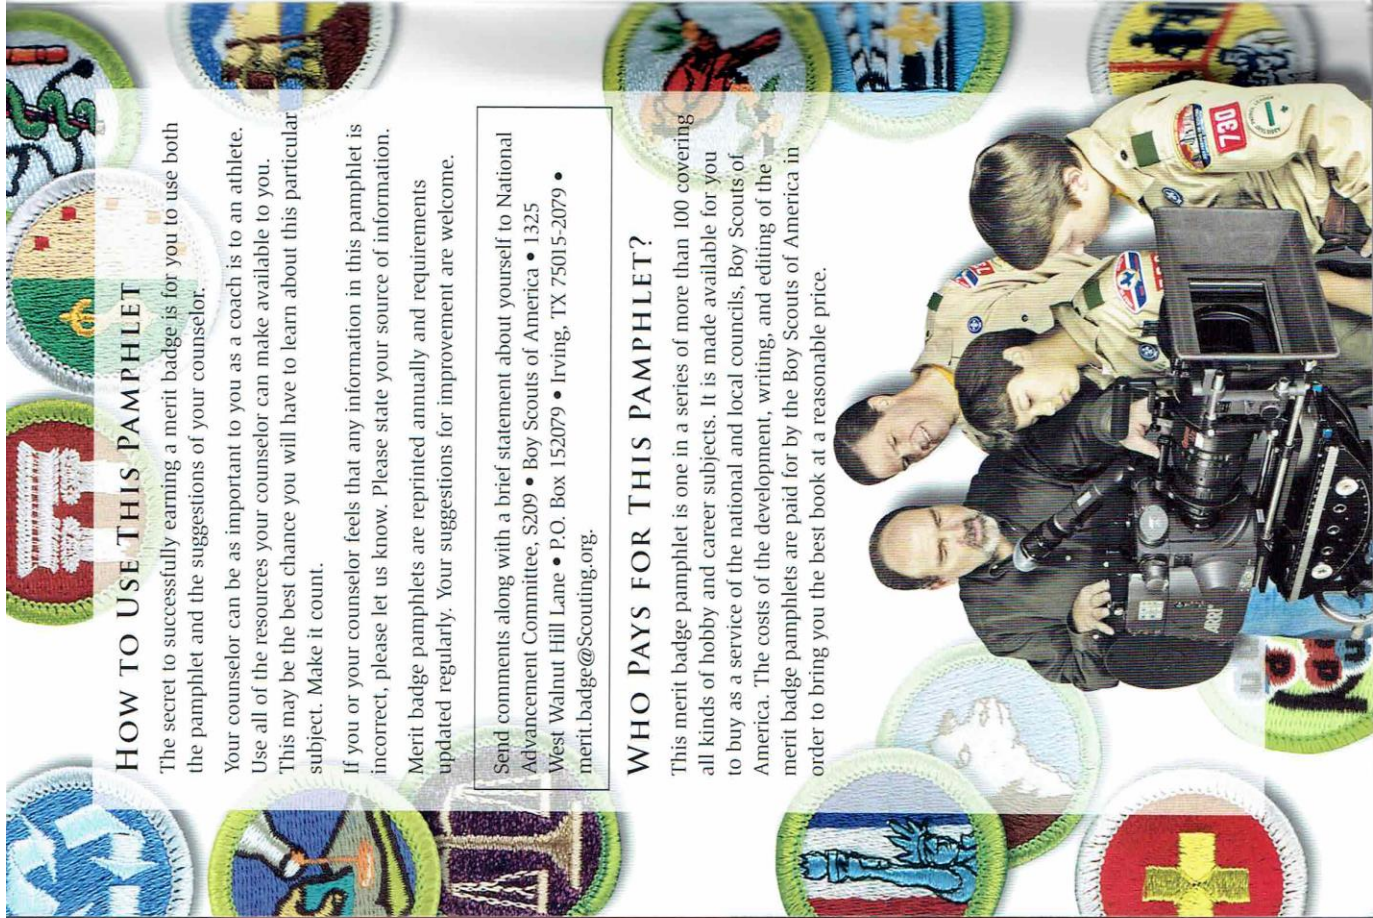 HOW TO USE THIS PAMPHLET
The secret to successfully earning a merit badge is for you to use both
the pamphlet and the suggestions of your counselor.
Your counselor can be as important to you as a coach is to an athlete.
Use all of the resources your counselor can make available to you.
This may be the best chance you will have to learn about this particular
subject. Make it count.
If you or your counselor feels that any information in this pamphlet is
incorrect, please let us know. Please state your source of information.
Merit badge pamphlets are reprinted annually and requirements
updated regularly. Your suggestions for improvement are welcome.
Send comments along with a brief statement about yourself to National
Advancement Committee, S209 • Boy Scouts of America • 1325
West Walnut Hill Lane • P.O. Box 152079 • Irving, TX 75015-2079 •
merit.badge@Scouting.org.
WHO PAYS FOR THIS PAMPHLET?
This merit badge pamphlet is one in a series of more than 100 covering
all kinds of hobby and career subjects. It is made available for you
to buy as a service of the national and local councils, Boy Scouts of
America. The costs of the development, writing, and editing of the
merit badge pamphlets are paid for by the Boy Scouts of America in
order to bring you the best book at a reasonable price.
730
ARRI